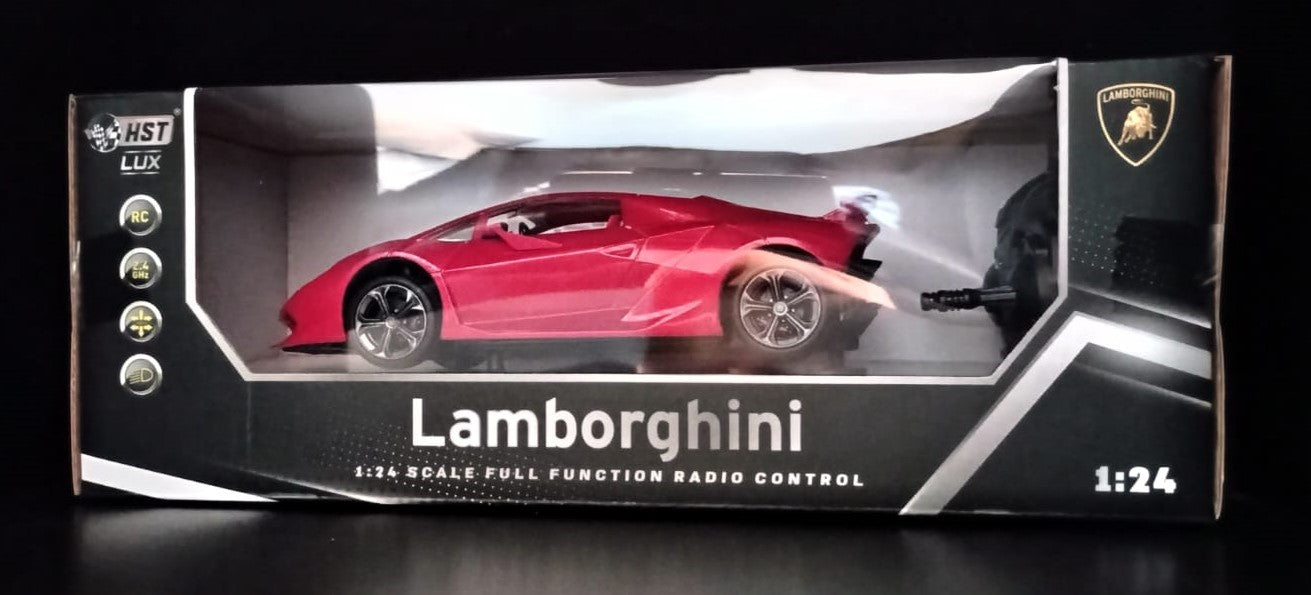 HST
LUX
RC
2.4
GHz
LAMBORGHINI
Lamborghini
1:24 SCALE FULL FUNCTION RADIO CONTROL
1:24